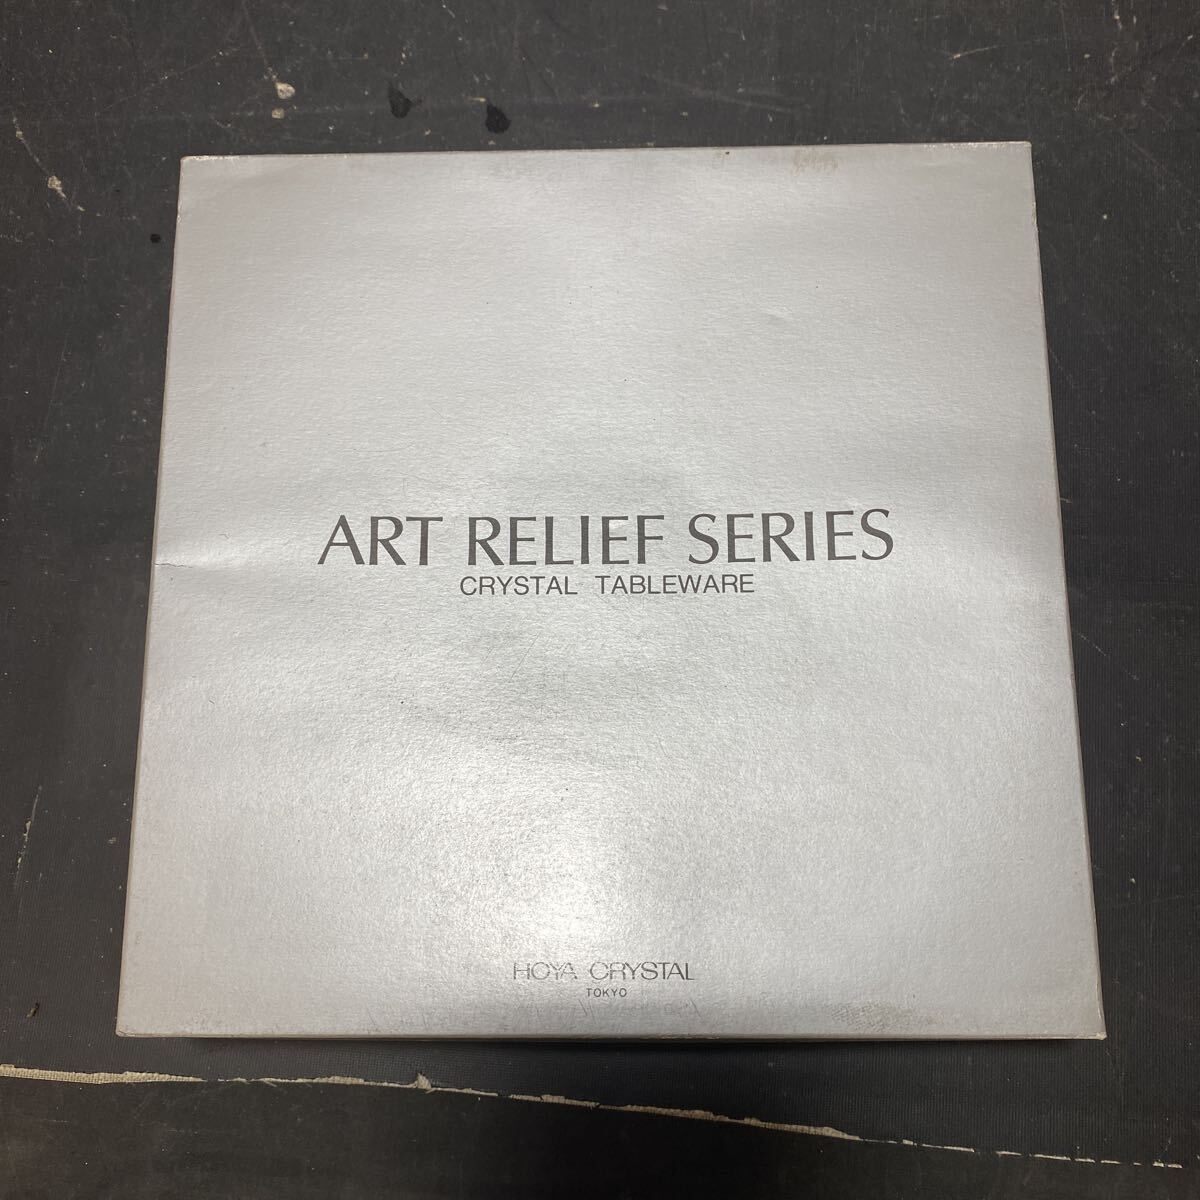 ART RELIEF SERIES
CRYSTAL TABLEWARE
HOYA CRYSTAL
TOKYO